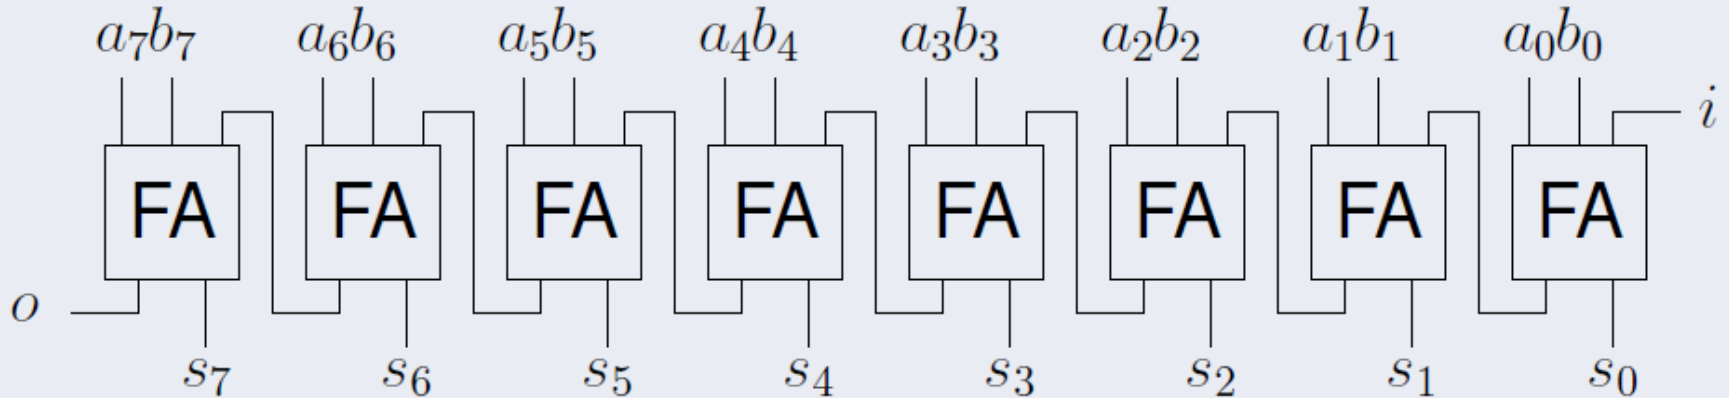 a₇b₇ a₆b₆ a₅b₅ a₄b₄ a₃b₃ a₂b₂ a₁b₁ a₀b₀
i
FA FA FA FA FA FA FA FA
o
s₇ s₆ s₅ s₄ s₃ s₂ s₁ s₀